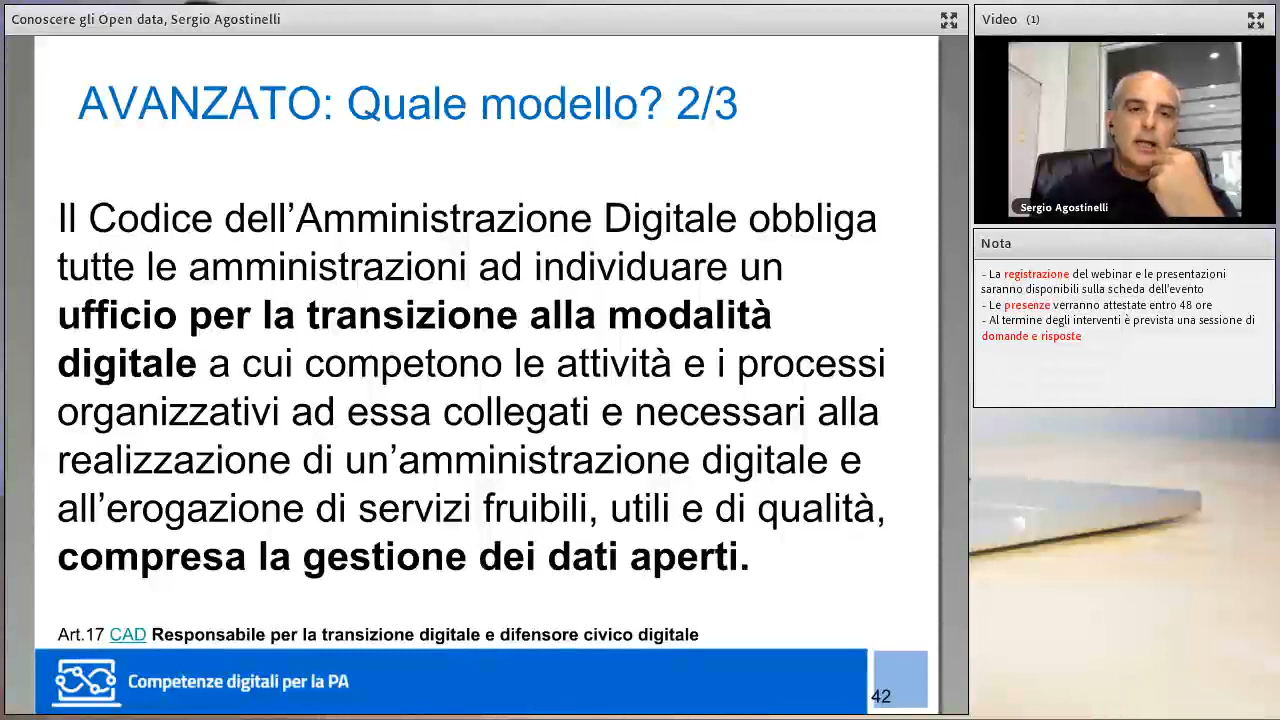 Conoscere gli Open data, Sergio Agostinelli
AVANZATO: Quale modello? 2/3
Il Codice dell’Amministrazione Digitale obbliga
tutte le amministrazioni ad individuare un
ufficio per la transizione alla modalità
digitale a cui competono le attività e i processi
organizzativi ad essa collegati e necessari alla
realizzazione di un’amministrazione digitale e
all’erogazione di servizi fruibili, utili e di qualità,
compresa la gestione dei dati aperti.
Art.17 CAD Responsabile per la transizione digitale e difensore civico digitale
Competenze digitali per la PA
42
Video (1)
Sergio Agostinelli
Nota
- La registrazione del webinar e le presentazioni
saranno disponibili sulla scheda dell'evento
- Le presenze verranno attestate entro 48 ore
- Al termine degli interventi è prevista una sessione di
domande e risposte